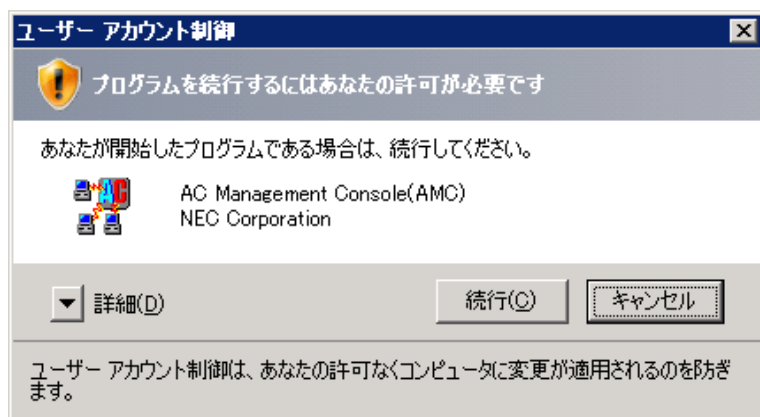 ユーザー アカウント制御
プログラムを続行するにはあなたの許可が必要です
あなたが開始したプログラムである場合は、続行してください。
AC
AC Management Console(AMC)
NEC Corporation
詳細(D)
続行(C)
キャンセル
ユーザー アカウント制御は、あなたの許可なくコンピュータに変更が適用されるのを防ぎ
ます。